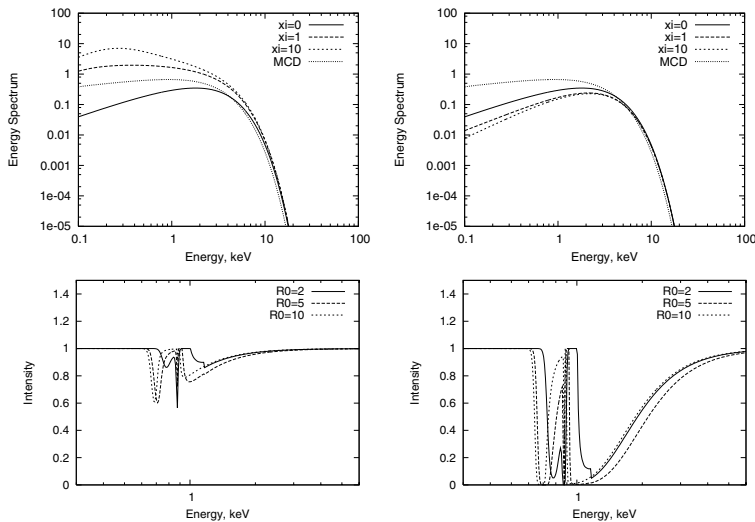 100
10
1
0.1
0.01
0.001
1e-04
1e-05
0.1
1
10
100
Energy, keV
Energy Spectrum
xi=0
xi=1
xi=10
MCD
100
10
1
0.1
0.01
0.001
1e-04
1e-05
0.1
1
10
100
Energy, keV
Energy Spectrum
xi=0
xi=1
xi=10
MCD
1.4
1.2
1
0.8
0.6
0.4
0.2
0
1
Energy, keV
Intensity
R0=2
R0=5
R0=10
1.4
1.2
1
0.8
0.6
0.4
0.2
0
1
Energy, keV
Intensity
R0=2
R0=5
R0=10